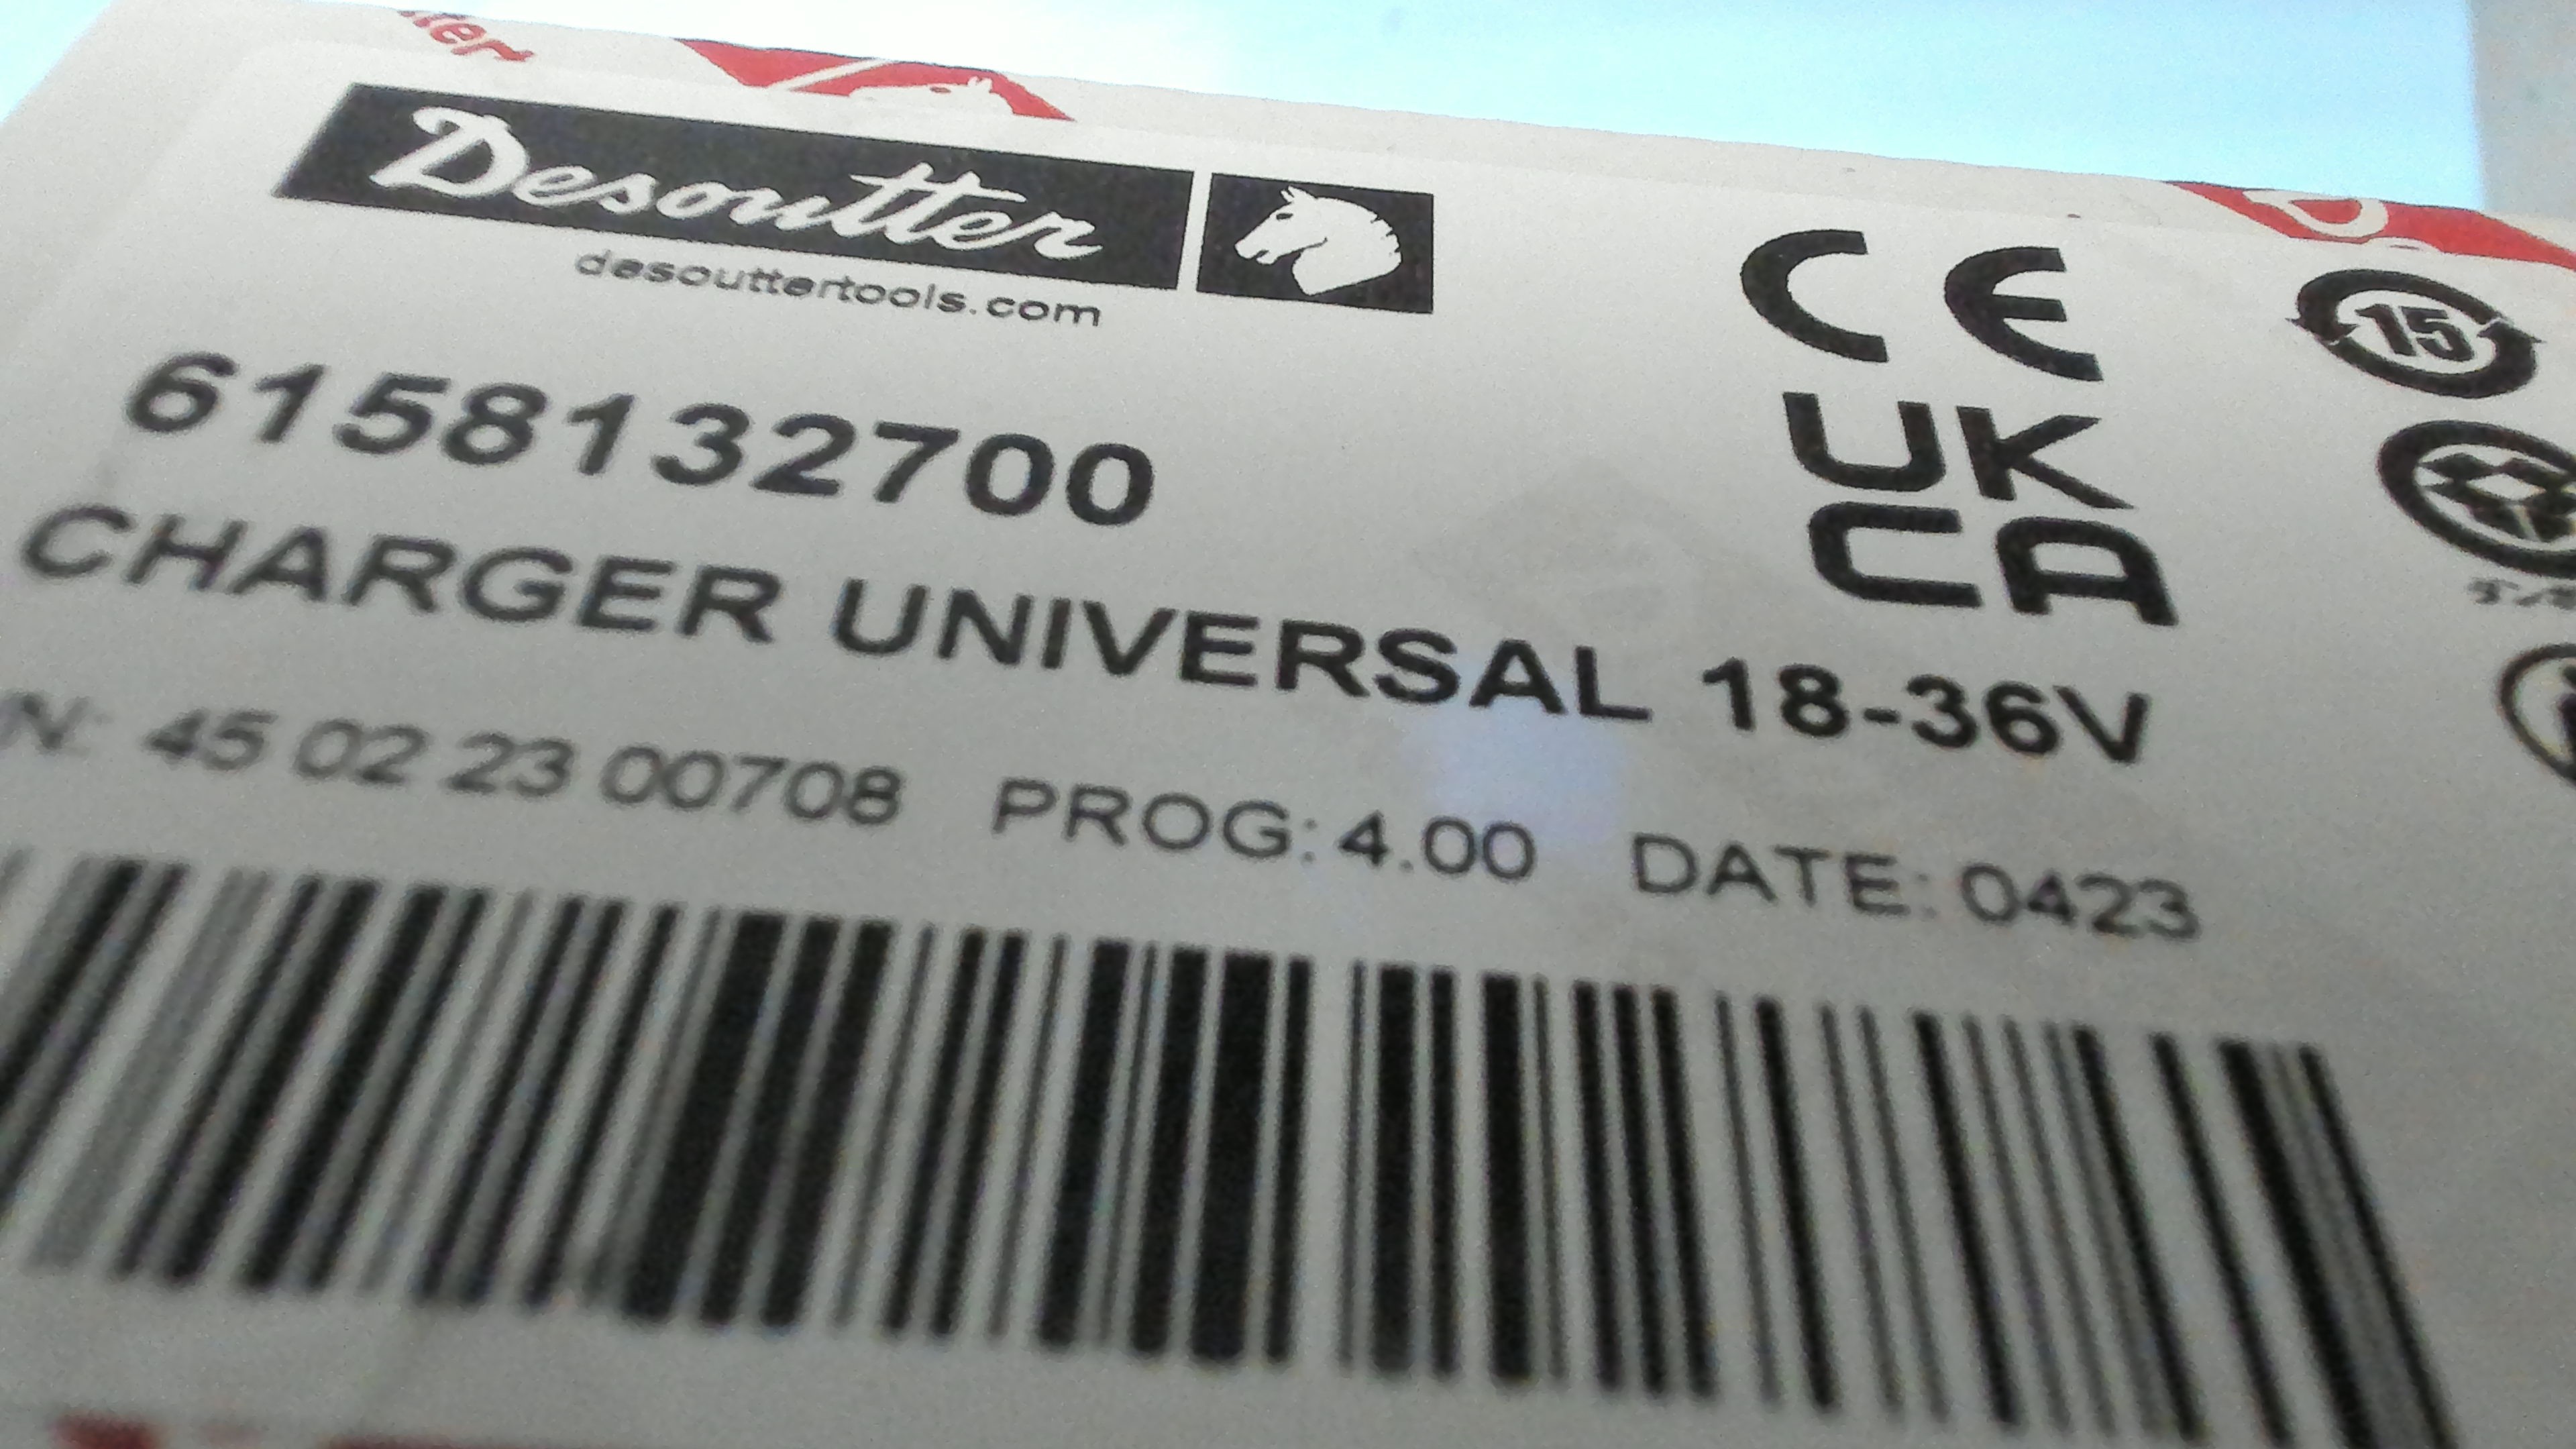 Desoutter
desouttertools.com
CE
15
6158132700
UK
CA
CHARGER UNIVERSAL 18-36V
N: 45 02 23 00708 PROG: 4.00 DATE: 0423